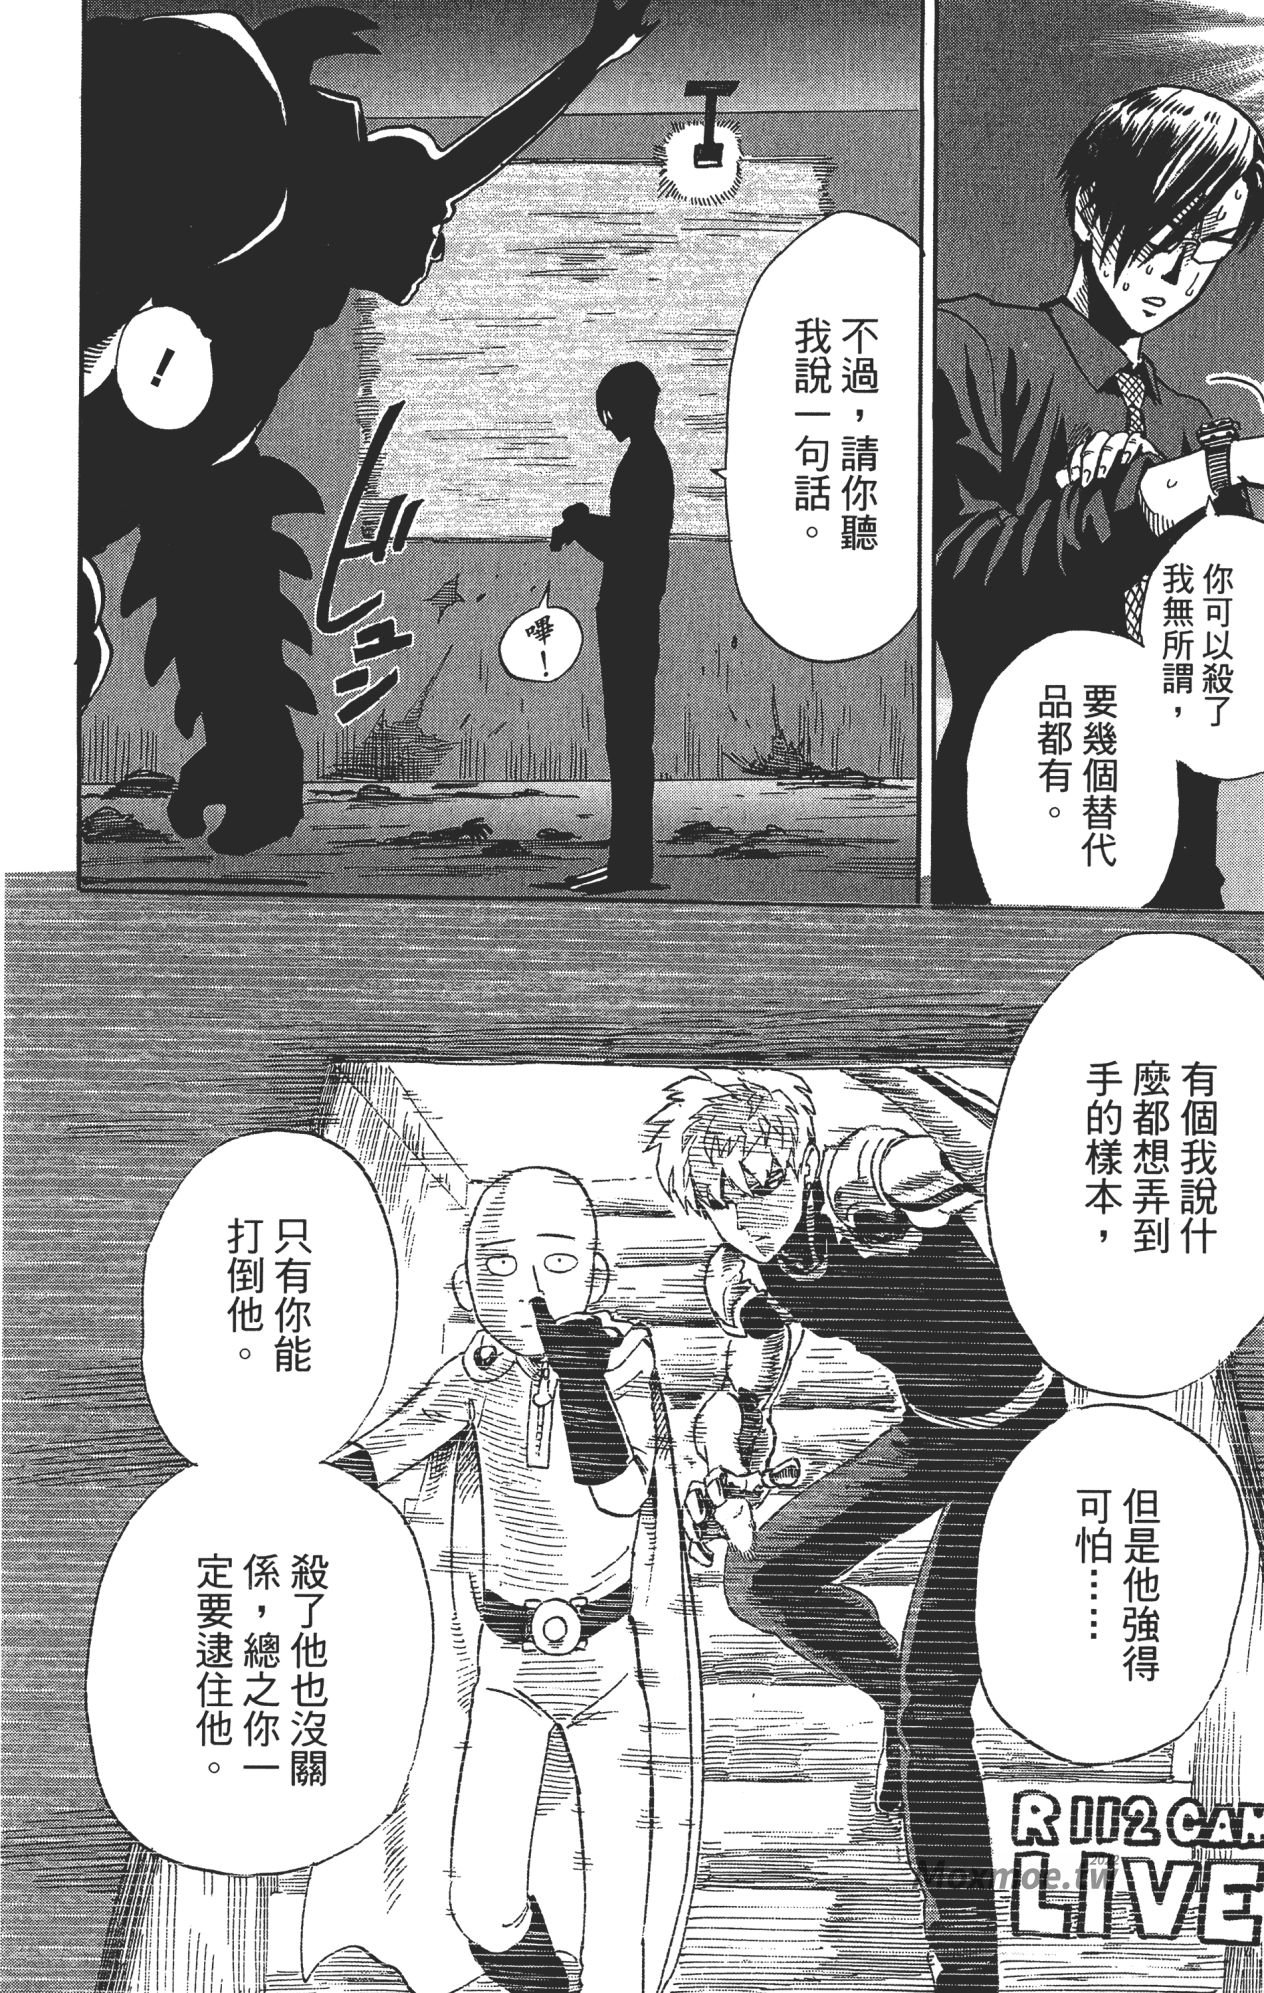 你可以殺了
我無所謂，
要幾個替代
品都有。
不過，請你聽
我說一句話。
嗶！
！
ドギュン
有個我說什
麼都想弄到
手的樣本，
但是他強得
可怕……
只有你能
打倒他。
殺了他也沒關
係，總之你一
定要逮住他。
R112 CAM
LIVE
Moxmoe.tw